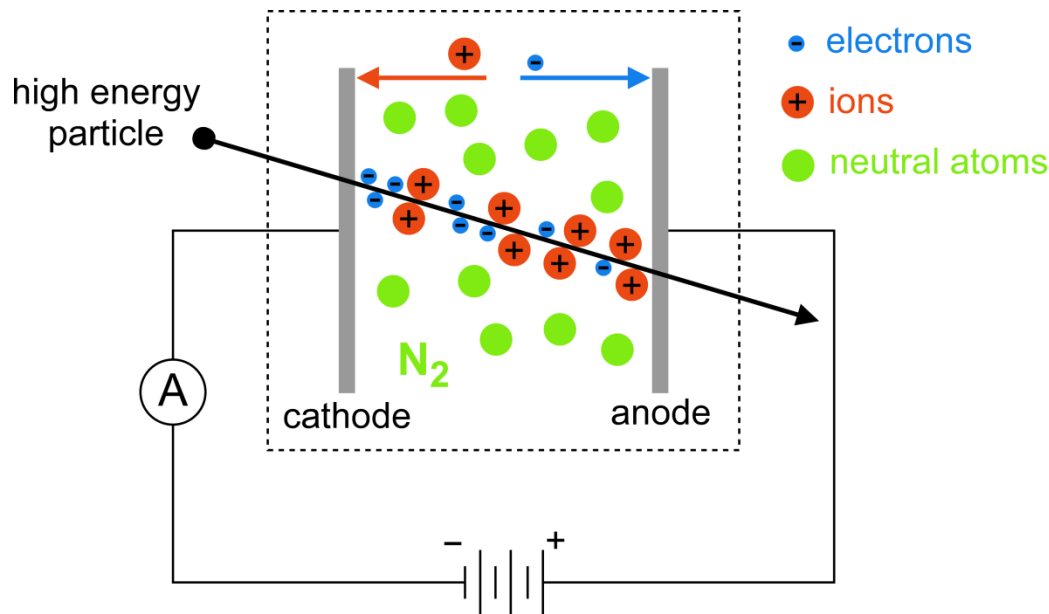 high energy
particle
electrons
ions
neutral atoms
+
-
N₂
cathode
anode
A
− +